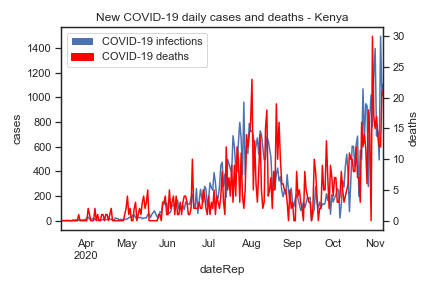 New COVID-19 daily cases and deaths - Kenya
COVID-19 infections
COVID-19 deaths
1400
1200
1000
800
600
400
200
0
cases
30
25
20
15
10
5
0
deaths
Apr May Jun Jul Aug Sep Oct Nov
2020
dateRep